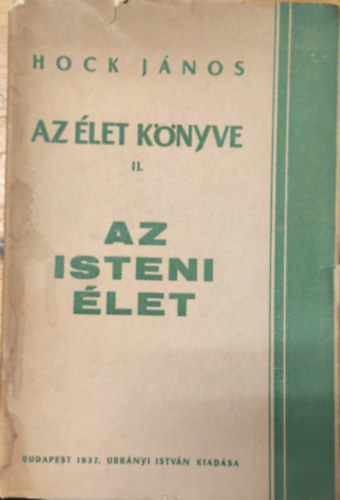 HOCK JÁNOS
AZ ÉLET KÖNYVE
II.
AZ
ISTENI
ÉLET
BUDAPEST 1937, URBÁNYI ISTVÁN KIADÁSA